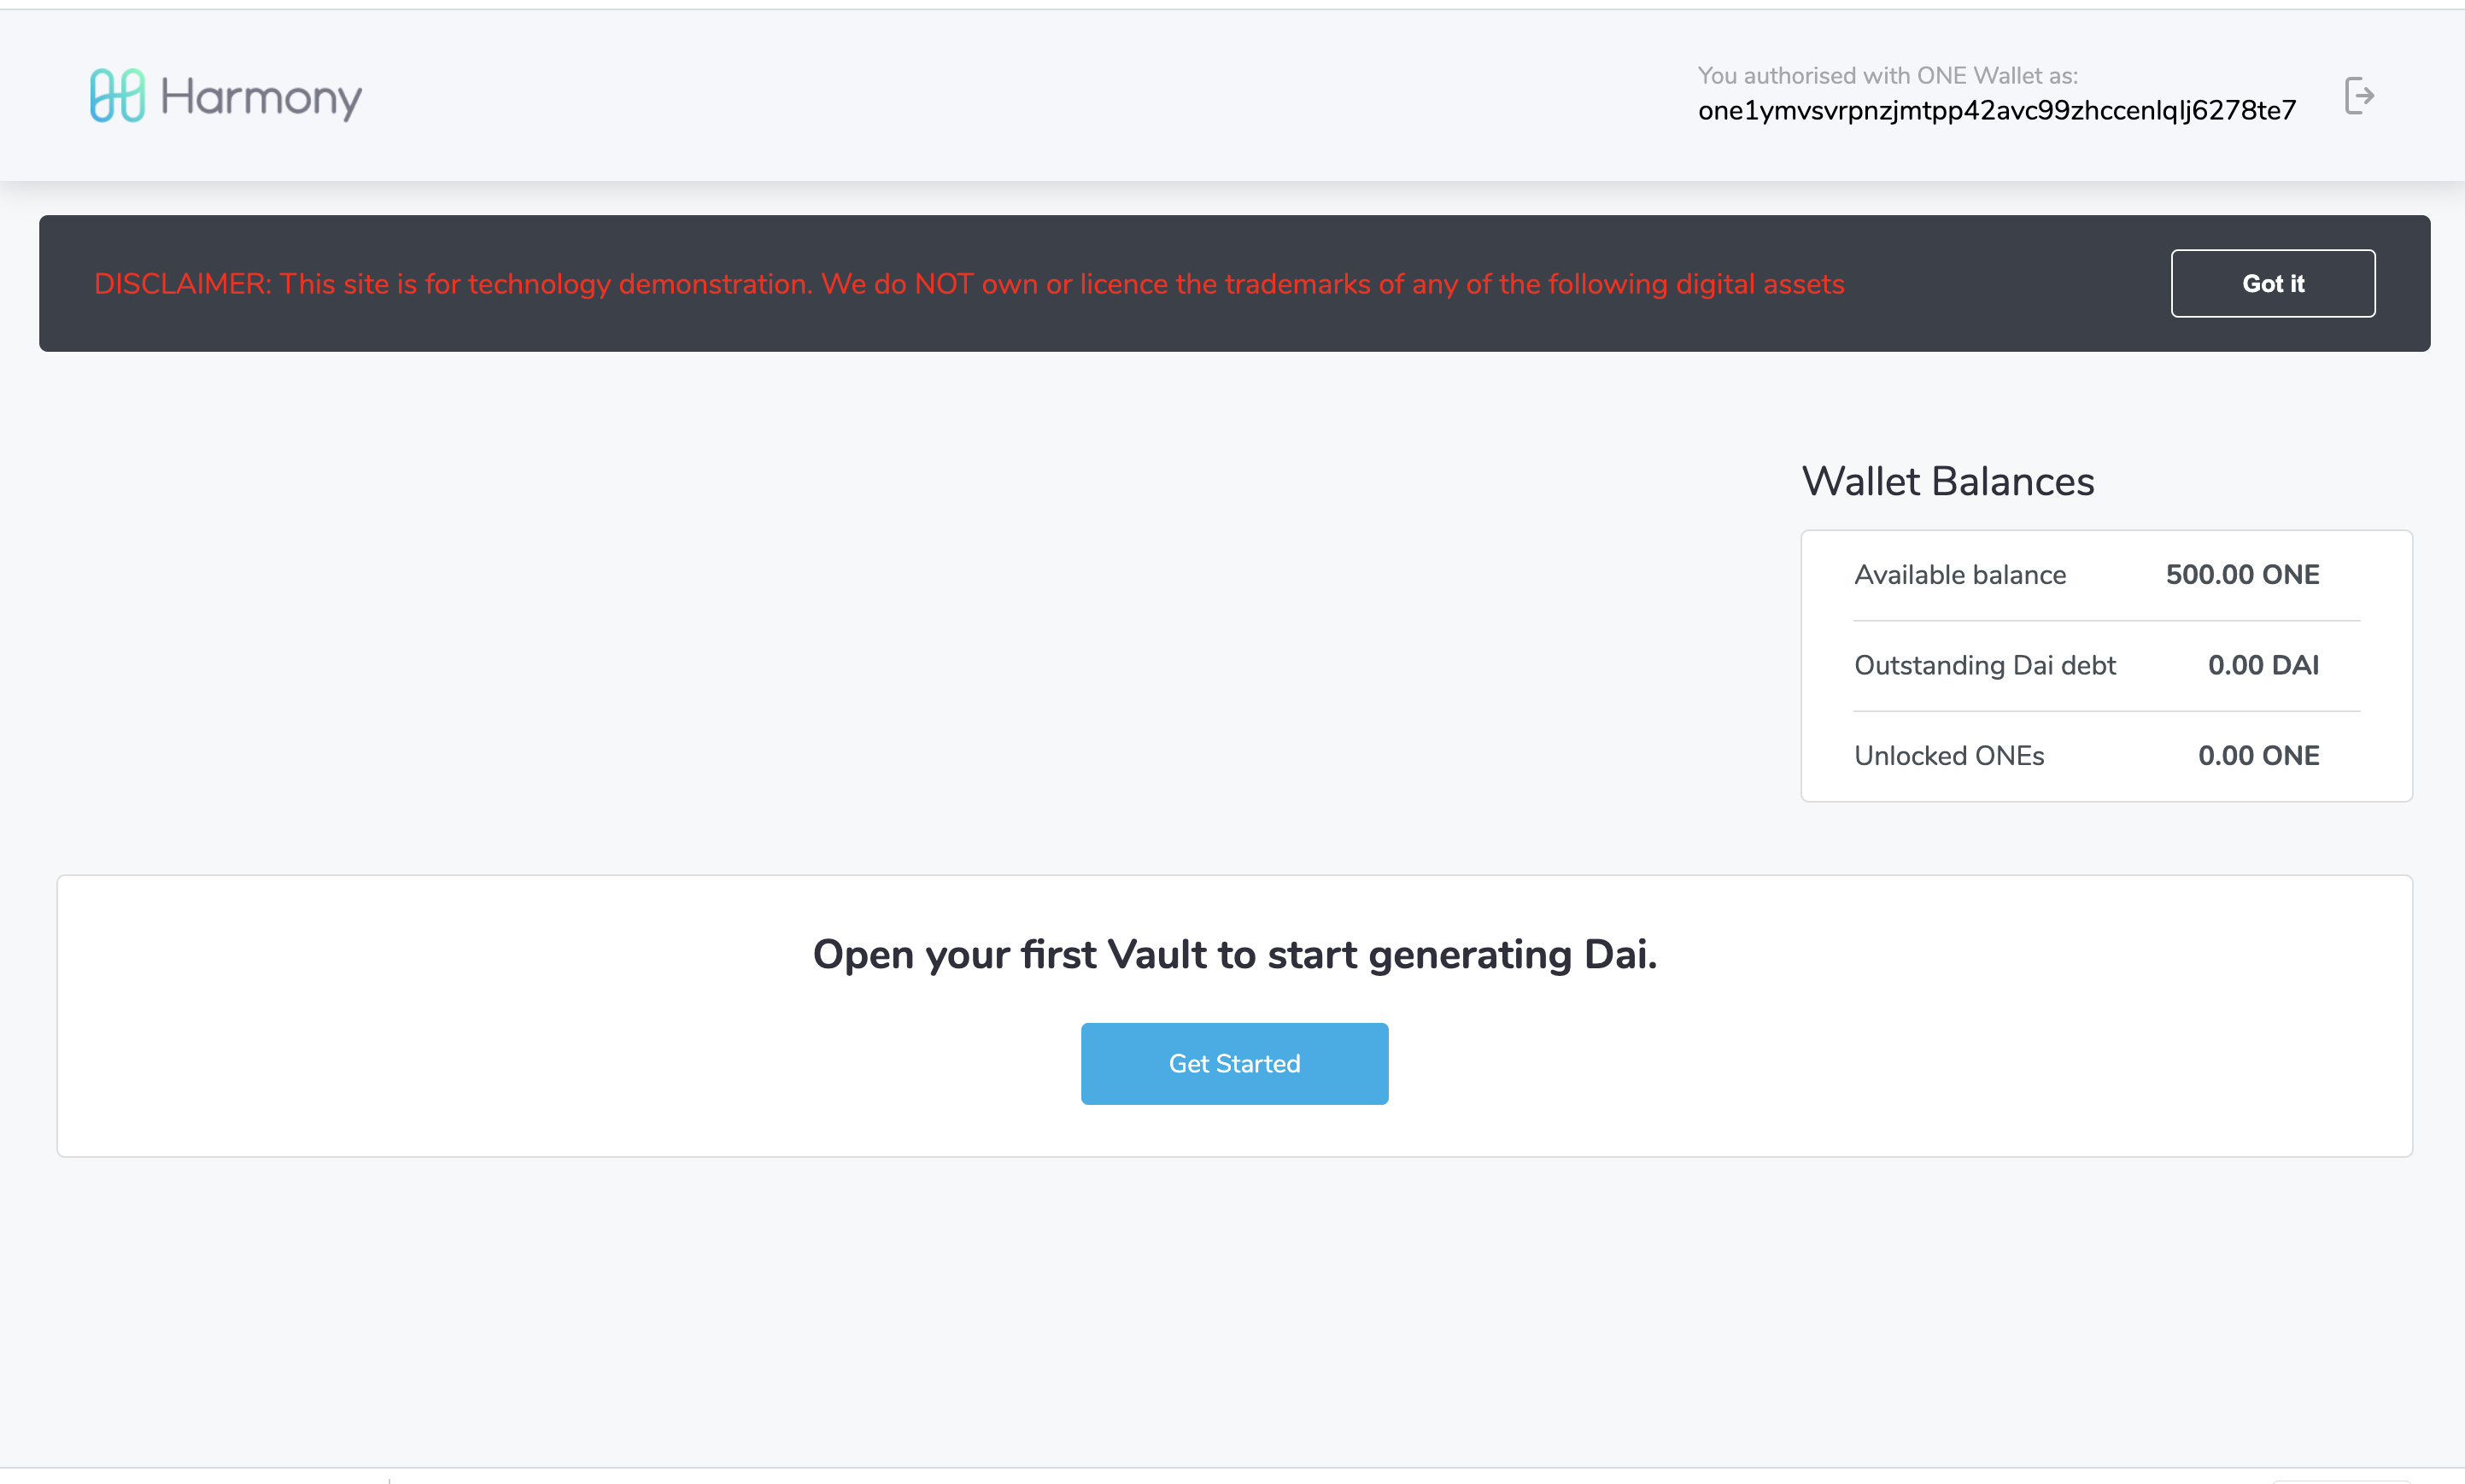 Harmony
You authorised with ONE Wallet as:
one1ymvsvrpnzjmtpp42avc99zhccenlqlj6278te7
DISCLAIMER: This site is for technology demonstration. We do NOT own or licence the trademarks of any of the following digital assets
Got it
Wallet Balances
Available balance 500.00 ONE
Outstanding Dai debt 0.00 DAI
Unlocked ONEs 0.00 ONE
Open your first Vault to start generating Dai.
Get Started